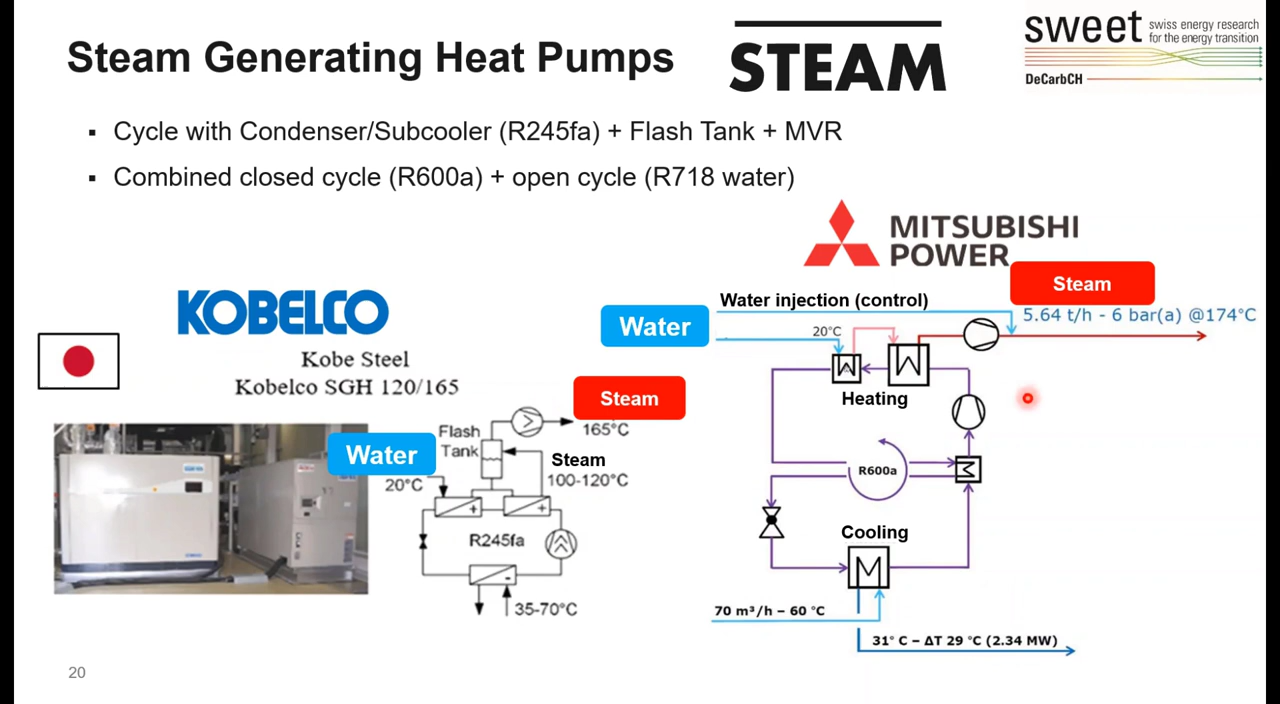 Steam Generating Heat Pumps
STEAM
sweet
swiss energy research
for the energy transition
DeCarbCH
▪ Cycle with Condenser/Subcooler (R245fa) + Flash Tank + MVR
▪ Combined closed cycle (R600a) + open cycle (R718 water)
KOBELCO
Kobe Steel
Kobelco SGH 120/165
Steam
165°C
Flash
Tank
Water
20°C
Steam
100-120°C
R245fa
35-70°C
MITSUBISHI
POWER
Steam
Water injection (control)
5.64 t/h - 6 bar(a) @174°C
Water
20°C
Heating
R600a
Cooling
70 m³/h – 60 °C
31° C – ΔT 29 °C (2.34 MW)
20